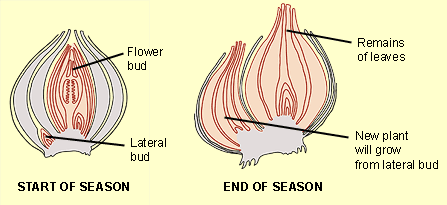 Flower
bud
Lateral
bud
START OF SEASON
Remains
of leaves
New plant
will grow
from lateral bud
END OF SEASON